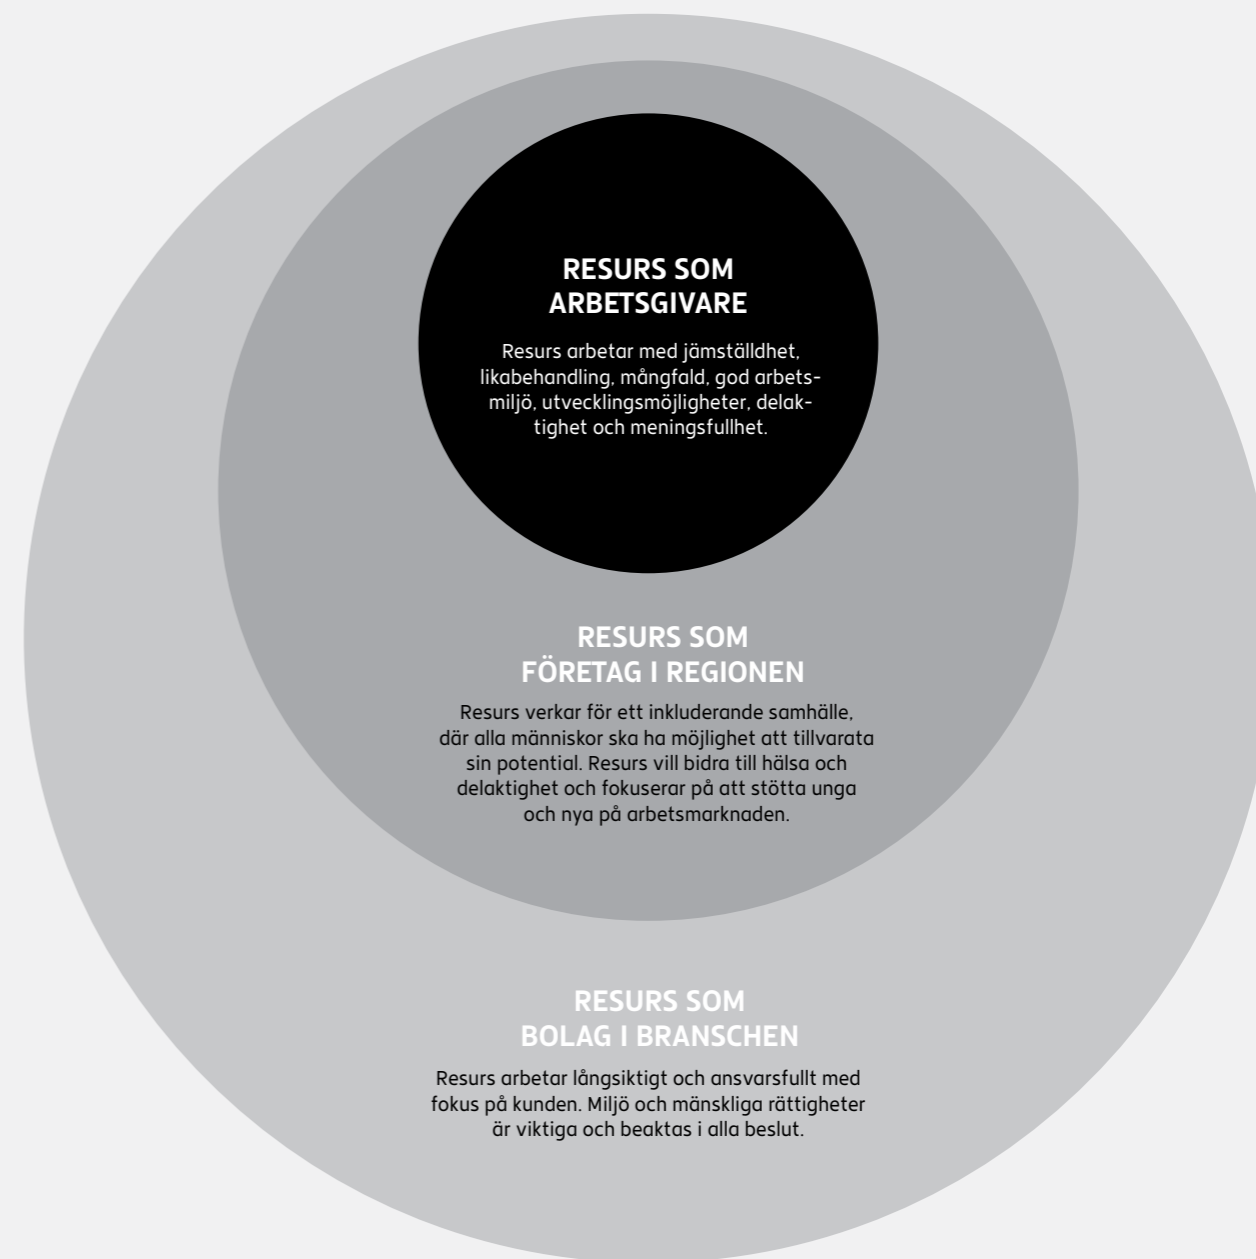 RESURS SOM
ARBETSGIVARE
Resurs arbetar med jämställdhet,
likabehandling, mångfald, god arbets-
miljö, utvecklingsmöjligheter, delak-
tighet och meningsfullhet.
RESURS SOM
FÖRETAG I REGIONEN
Resurs verkar för ett inkluderande samhälle,
där alla människor ska ha möjlighet att tillvarata
sin potential. Resurs vill bidra till hälsa och
delaktighet och fokuserar på att stötta unga
och nya på arbetsmarknaden.
RESURS SOM
BOLAG I BRANSCHEN
Resurs arbetar långsiktigt och ansvarsfullt med
fokus på kunden. Miljö och mänskliga rättigheter
är viktiga och beaktas i alla beslut.